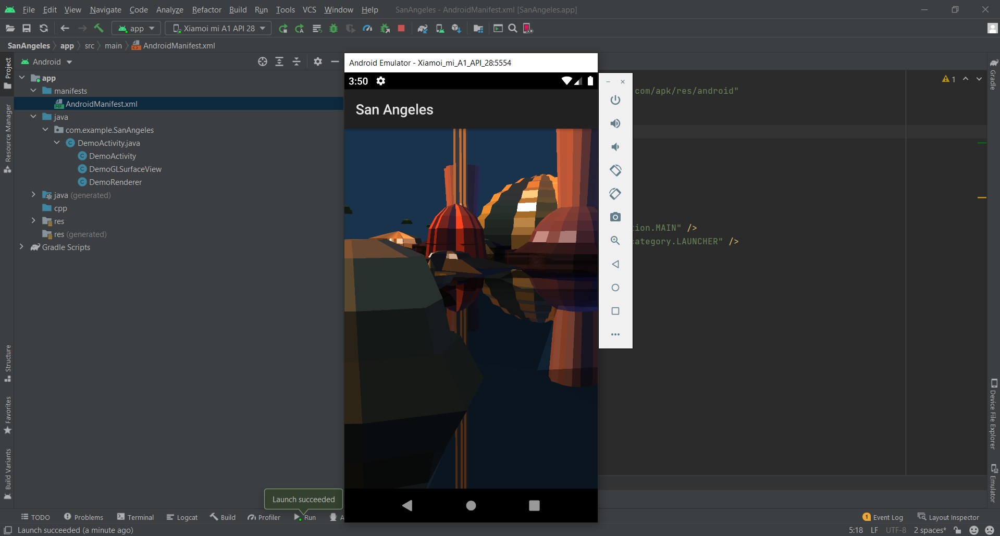 File Edit View Navigate Code Analyze Refactor Build Run Tools VCS Window Help SanAngeles - AndroidManifest.xml [SanAngeles.app]
app Xiamoi mi A1 API 28
SanAngeles app src main AndroidManifest.xml
Project
Resource Manager
Structure
Favorites
Build Variants
Android
app
manifests
AndroidManifest.xml
java
com.example.SanAngeles
DemoActivity.java
DemoActivity
DemoGLSurfaceView
DemoRenderer
java (generated)
cpp
res
res (generated)
Gradle Scripts
Android Emulator - Xiamoi_mi_A1_API_28:5554
3:50
San Angeles
com/apk/res/android"
1
ion.MAIN" />
ategory.LAUNCHER" />
Gradle
Device File Explorer
Emulator
Launch succeeded
TODO Problems Terminal Logcat Build Profiler Run A
Event Log Layout Inspector
1
Launch succeeded (a minute ago)
5:18 LF UTF-8 2 spaces*